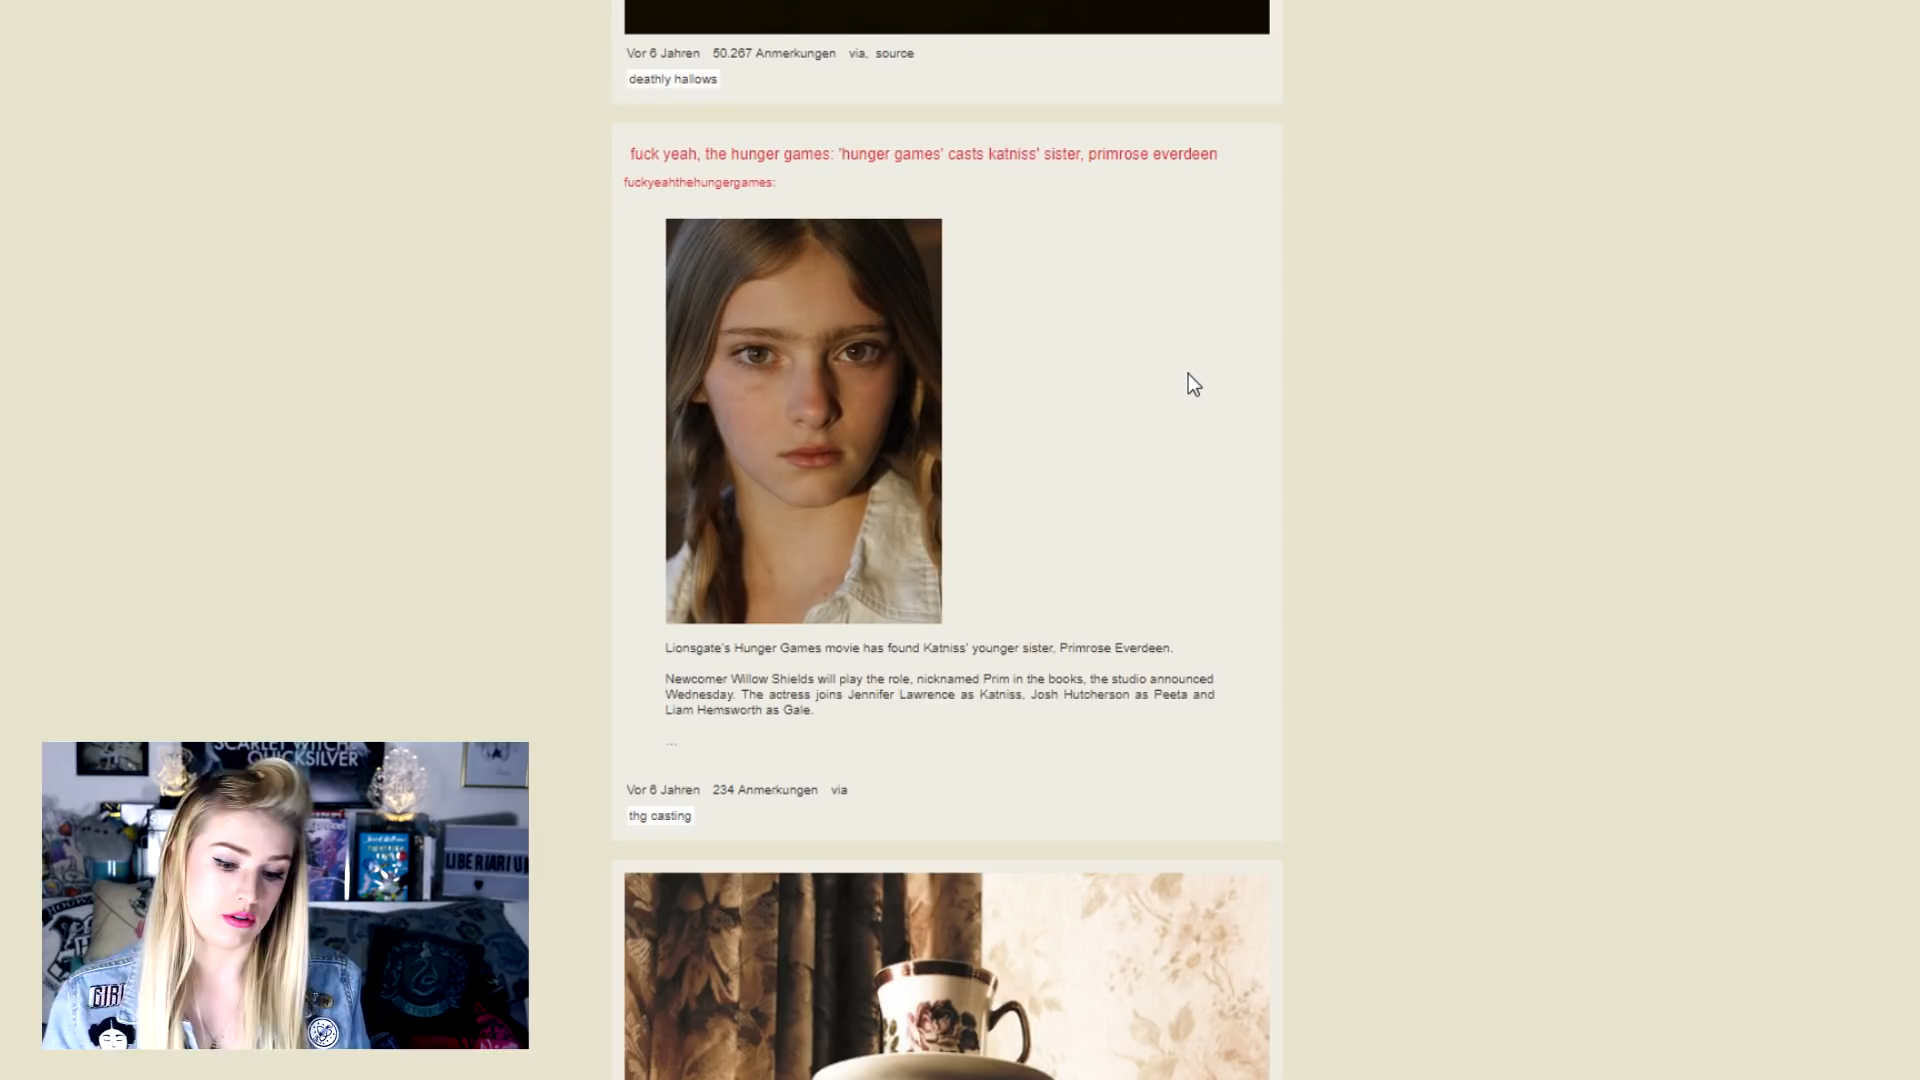 Vor 6 Jahren 50.267 Anmerkungen via, source
deathly hallows
fuck yeah, the hunger games: 'hunger games' casts katniss' sister, primrose everdeen
fuckyeahthehungergames:
Lionsgate's Hunger Games movie has found Katniss' younger sister, Primrose Everdeen.
Newcomer Willow Shields will play the role, nicknamed Prim in the books, the studio announced
Wednesday. The actress joins Jennifer Lawrence as Katniss, Josh Hutcherson as Peeta and
Liam Hemsworth as Gale.
...
Vor 6 Jahren 234 Anmerkungen via
thg casting
SCARLET WITCH
QUICKSILVER
LIBERIARIUM
GIRL